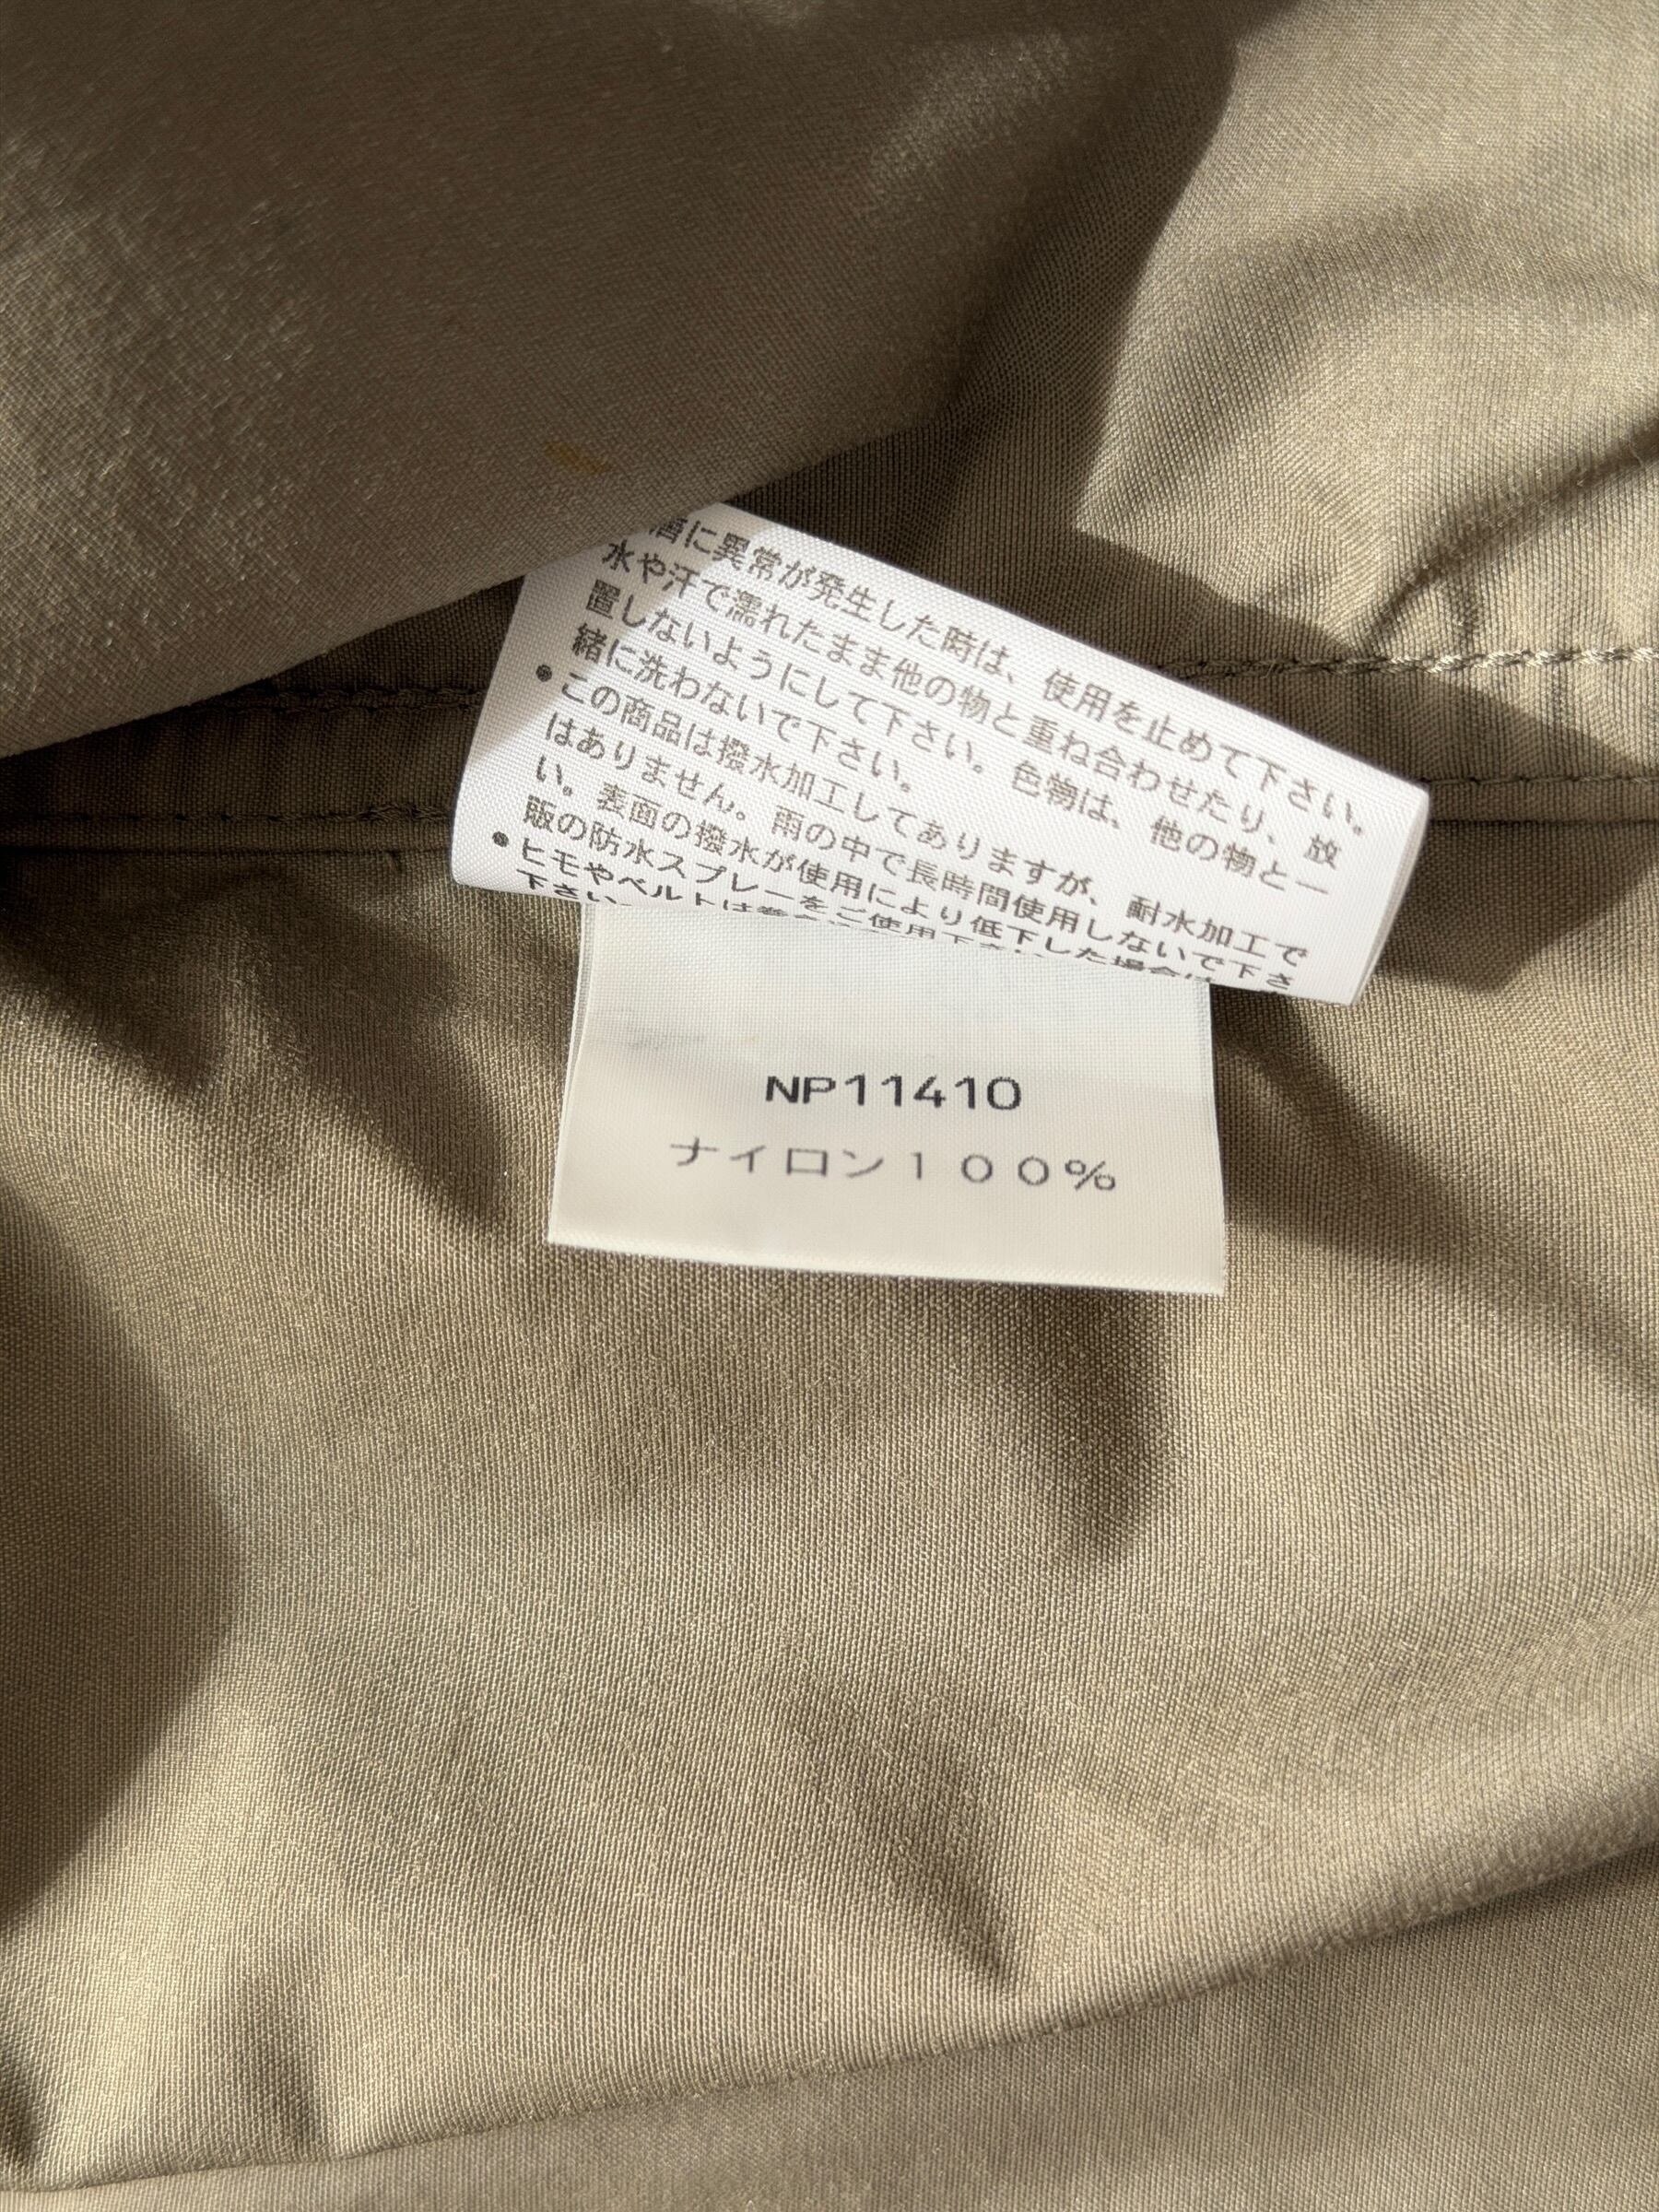 に異常が発生した時は、使用を止めて下さい。
水や汗で濡れたまま他の物と重ね合わせたり、放
置しないようにして下さい。色物は、他の物と一
緒に洗わないで下さい。
●この商品は撥水加工してありますが、耐水加工で
はありません。雨の中で長時間使用しないで下さ
い。表面の撥水が使用により低下した場合は
販の防水スプレーをご使用下さい
●ヒモやベルトは
下さい
NP11410
ナイロン100%